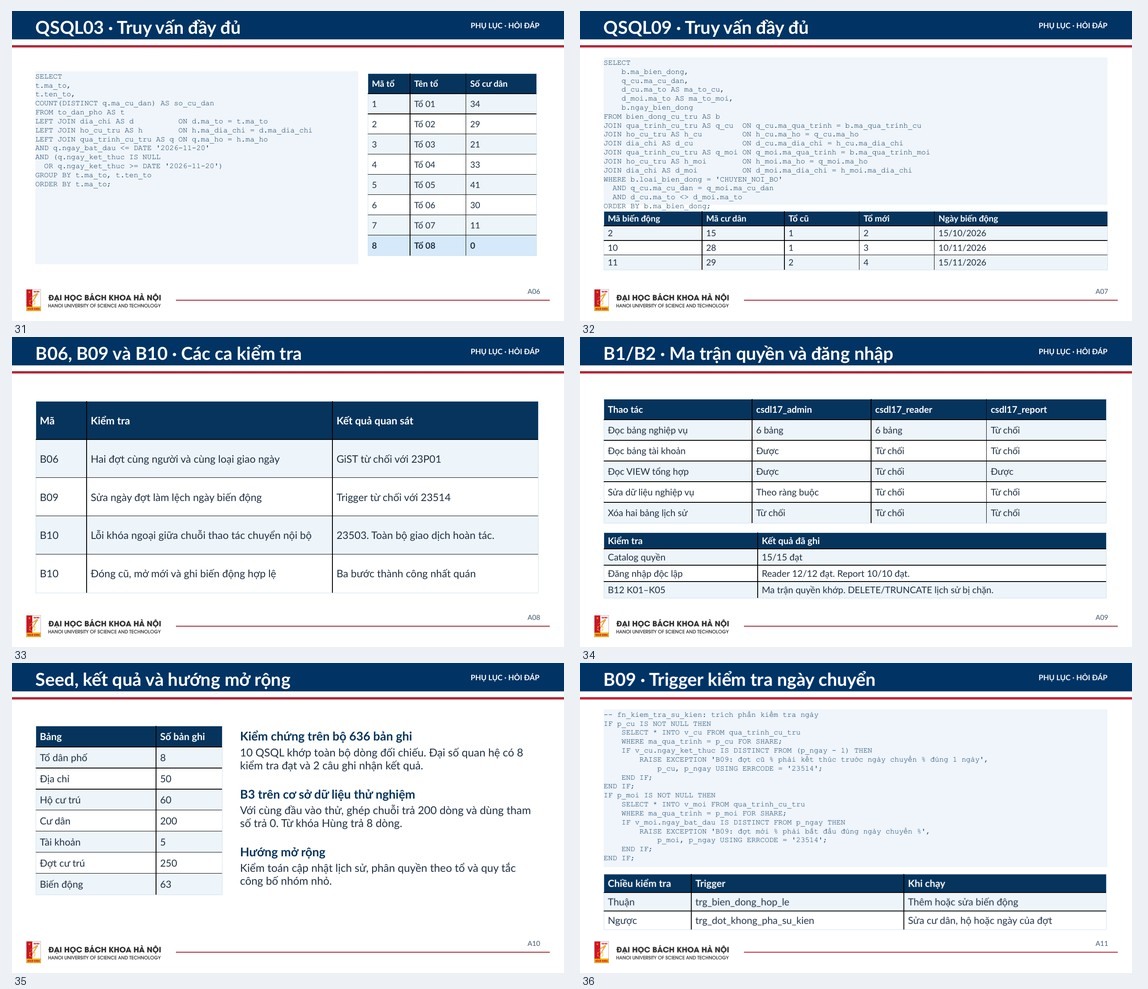 QSQL03 · Truy vấn đầy đủ
PHỤ LỤC · HỎI ĐÁP
SELECT
t.ma_to,
t.ten_to,
COUNT(DISTINCT q.ma_cu_dan) AS so_cu_dan
FROM to_dan_pho AS t
LEFT JOIN dia_chi AS d ON d.ma_to = t.ma_to
LEFT JOIN ho_cu_tru AS h ON h.ma_dia_chi = d.ma_dia_chi
LEFT JOIN qua_trinh_cu_tru AS q ON q.ma_ho = h.ma_ho
AND q.ngay_bat_dau <= DATE '2026-11-20'
AND (q.ngay_ket_thuc IS NULL
OR q.ngay_ket_thuc >= DATE '2026-11-20')
GROUP BY t.ma_to, t.ten_to
ORDER BY t.ma_to;
Mã tổ Tên tổ Số cư dân
1 Tổ 01 34
2 Tổ 02 29
3 Tổ 03 21
4 Tổ 04 33
5 Tổ 05 41
6 Tổ 06 30
7 Tổ 07 11
8 Tổ 08 0
A06
ĐẠI HỌC BÁCH KHOA HÀ NỘI
HANOI UNIVERSITY OF SCIENCE AND TECHNOLOGY
31
QSQL09 · Truy vấn đầy đủ
PHỤ LỤC · HỎI ĐÁP
SELECT
b.ma_bien_dong,
q_cu.ma_cu_dan,
d_cu.ma_to AS ma_to_cu,
d_moi.ma_to AS ma_to_moi,
b.ngay_bien_dong
FROM bien_dong_cu_tru AS b
JOIN qua_trinh_cu_tru AS q_cu ON q_cu.ma_qua_trinh = b.ma_qua_trinh_cu
JOIN ho_cu_tru AS h_cu ON h_cu.ma_ho = q_cu.ma_ho
JOIN dia_chi AS d_cu ON d_cu.ma_dia_chi = h_cu.ma_dia_chi
JOIN qua_trinh_cu_tru AS q_moi ON q_moi.ma_qua_trinh = b.ma_qua_trinh_moi
JOIN ho_cu_tru AS h_moi ON h_moi.ma_ho = q_moi.ma_ho
JOIN dia_chi AS d_moi ON d_moi.ma_dia_chi = h_moi.ma_dia_chi
WHERE b.loai_bien_dong = 'CHUYEN_NOI_BO'
AND q_cu.ma_cu_dan = q_moi.ma_cu_dan
AND d_cu.ma_to <> d_moi.ma_to
ORDER BY b.ma_bien_dong;
Mã biến động Mã cư dân Tổ cũ Tổ mới Ngày biến động
2 15 1 2 15/10/2026
10 28 1 3 10/11/2026
11 29 2 4 15/11/2026
A07
ĐẠI HỌC BÁCH KHOA HÀ NỘI
HANOI UNIVERSITY OF SCIENCE AND TECHNOLOGY
32
B06, B09 và B10 · Các ca kiểm tra
PHỤ LỤC · HỎI ĐÁP
Mã Kiểm tra Kết quả quan sát
B06 Hai đợt cùng người và cùng loại giao ngày GiST từ chối với 23P01
B09 Sửa ngày đợt làm lệch ngày biến động Trigger từ chối với 23514
B10 Lỗi khóa ngoại giữa chuỗi thao tác chuyển nội bộ 23503. Toàn bộ giao dịch hoàn tác.
B10 Đóng cũ, mở mới và ghi biến động hợp lệ Ba bước thành công nhất quán
A08
ĐẠI HỌC BÁCH KHOA HÀ NỘI
HANOI UNIVERSITY OF SCIENCE AND TECHNOLOGY
33
B1/B2 · Ma trận quyền và đăng nhập
PHỤ LỤC · HỎI ĐÁP
Thao tác csdl17_admin csdl17_reader csdl17_report
Đọc bảng nghiệp vụ 6 bảng 6 bảng Từ chối
Đọc bảng tài khoản Được Từ chối Từ chối
Đọc VIEW tổng hợp Được Từ chối Được
Sửa dữ liệu nghiệp vụ Theo ràng buộc Từ chối Từ chối
Xóa hai bảng lịch sử Từ chối Từ chối Từ chối
Kiểm tra Kết quả đã ghi
Catalog quyền 15/15 đạt
Đăng nhập độc lập Reader 12/12 đạt. Report 10/10 đạt.
B12 K01–K05 Ma trận quyền khớp. DELETE/TRUNCATE lịch sử bị chặn.
A09
ĐẠI HỌC BÁCH KHOA HÀ NỘI
HANOI UNIVERSITY OF SCIENCE AND TECHNOLOGY
34
Seed, kết quả và hướng mở rộng
PHỤ LỤC · HỎI ĐÁP
Bảng Số bản ghi
Tổ dân phố 8
Địa chỉ 50
Hộ cư trú 60
Cư dân 200
Tài khoản 5
Đợt cư trú 250
Biến động 63
Kiểm chứng trên bộ 636 bản ghi
10 QSQL khớp toàn bộ dòng đối chiếu. Đại số quan hệ có 8
kiểm tra đạt và 2 câu ghi nhận kết quả.
B3 trên cơ sở dữ liệu thử nghiệm
Với cùng đầu vào thử, ghép chuỗi trả 200 dòng và dùng tham
số trả 0. Từ khóa Hùng trả 8 dòng.
Hướng mở rộng
Kiểm toán cập nhật lịch sử, phân quyền theo tổ và quy tắc
công bố nhóm nhỏ.
A10
ĐẠI HỌC BÁCH KHOA HÀ NỘI
HANOI UNIVERSITY OF SCIENCE AND TECHNOLOGY
35
B09 · Trigger kiểm tra ngày chuyển
PHỤ LỤC · HỎI ĐÁP
-- fn_kiem_tra_su_kien: trích phần kiểm tra ngày
IF p_cu IS NOT NULL THEN
SELECT * INTO v_cu FROM qua_trinh_cu_tru
WHERE ma_qua_trinh = p_cu FOR SHARE;
IF v_cu.ngay_ket_thuc IS DISTINCT FROM (p_ngay - 1) THEN
RAISE EXCEPTION 'B09: đợt cũ % phải kết thúc trước ngày chuyển % đúng 1 ngày',
p_cu, p_ngay USING ERRCODE = '23514';
END IF;
END IF;
IF p_moi IS NOT NULL THEN
SELECT * INTO v_moi FROM qua_trinh_cu_tru
WHERE ma_qua_trinh = p_moi FOR SHARE;
IF v_moi.ngay_bat_dau IS DISTINCT FROM p_ngay THEN
RAISE EXCEPTION 'B09: đợt mới % phải bắt đầu đúng ngày chuyển %',
p_moi, p_ngay USING ERRCODE = '23514';
END IF;
END IF;
Chiều kiểm tra Trigger Khi chạy
Thuận trg_bien_dong_hop_le Thêm hoặc sửa biến động
Ngược trg_dot_khong_pha_su_kien Sửa cư dân, hộ hoặc ngày của đợt
A11
ĐẠI HỌC BÁCH KHOA HÀ NỘI
HANOI UNIVERSITY OF SCIENCE AND TECHNOLOGY
36